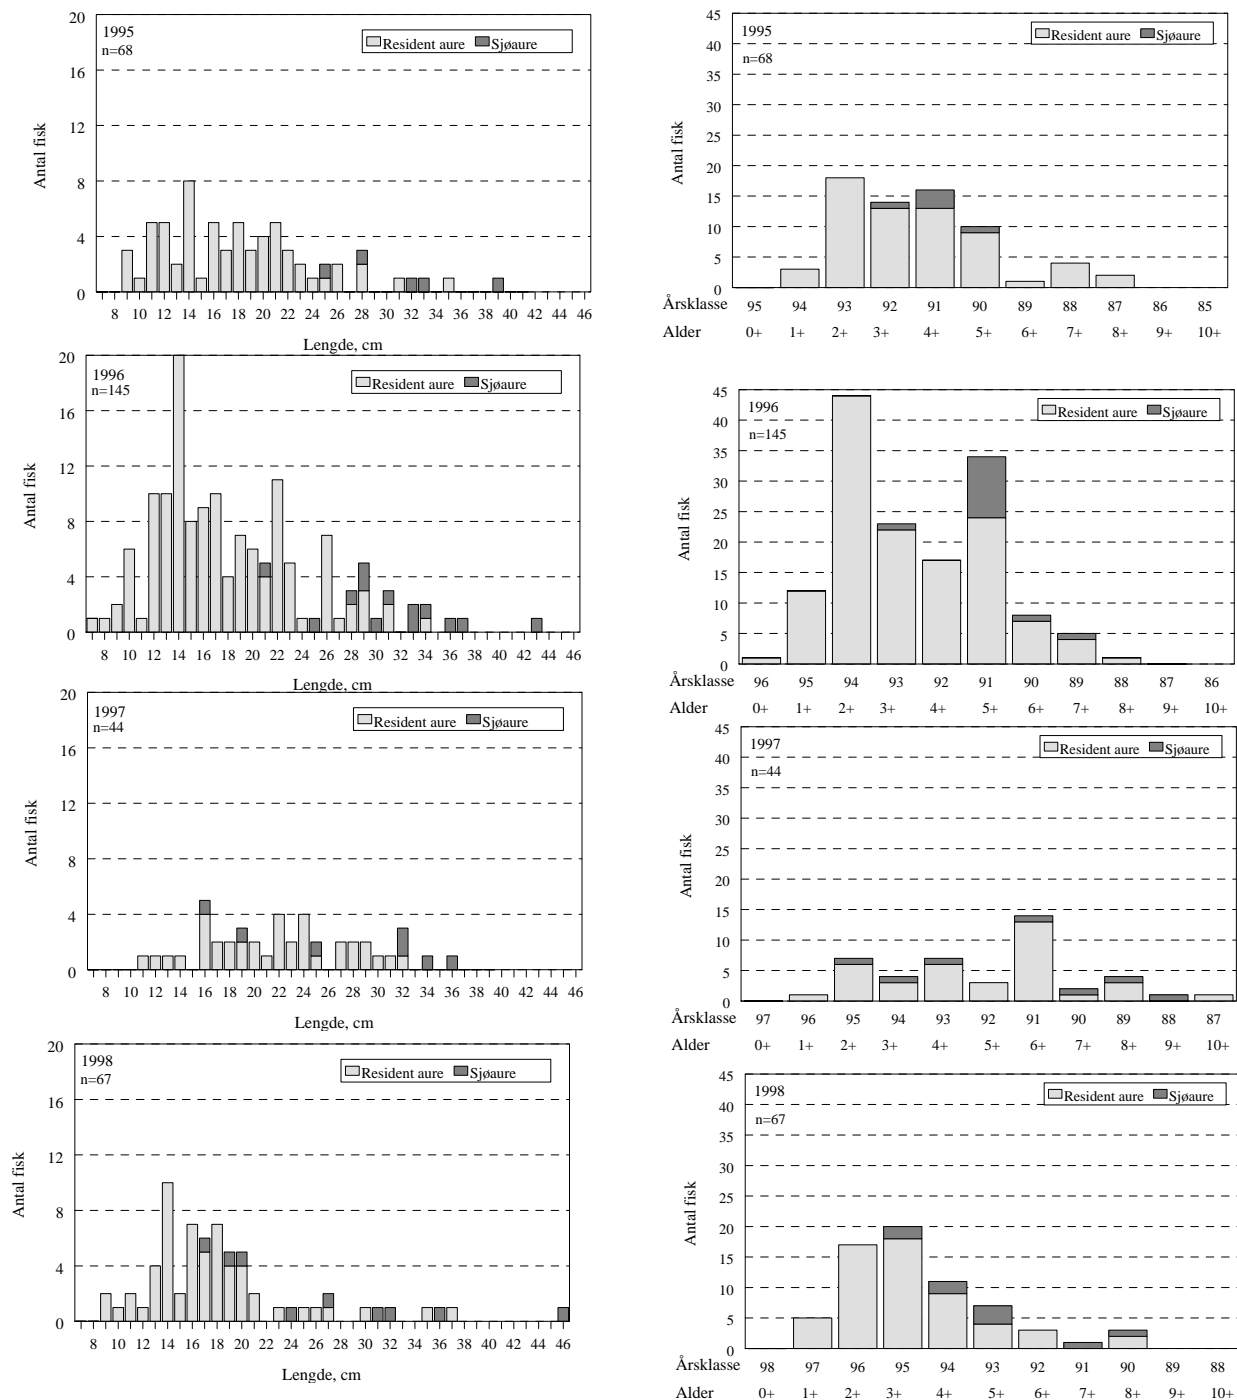 1995
n=68
Resident aure Sjøaure
Antal fisk
20
16
12
8
4
0
8 10 12 14 16 18 20 22 24 26 28 30 32 34 36 38 40 42 44 46
Lengde, cm
1995
n=68
Resident aure Sjøaure
Antal fisk
45
40
35
30
25
20
15
10
5
0
Årsklasse 95 94 93 92 91 90 89 88 87 86 85
Alder 0+ 1+ 2+ 3+ 4+ 5+ 6+ 7+ 8+ 9+ 10+
1996
n=145
Resident aure Sjøaure
Antal fisk
20
16
12
8
4
0
8 10 12 14 16 18 20 22 24 26 28 30 32 34 36 38 40 42 44 46
Lengde, cm
1996
n=145
Resident aure Sjøaure
Antal fisk
45
40
35
30
25
20
15
10
5
0
Årsklasse 96 95 94 93 92 91 90 89 88 87 86
Alder 0+ 1+ 2+ 3+ 4+ 5+ 6+ 7+ 8+ 9+ 10+
1997
n=44
Resident aure Sjøaure
Antal fisk
20
16
12
8
4
0
8 10 12 14 16 18 20 22 24 26 28 30 32 34 36 38 40 42 44 46
Lengde, cm
1997
n=44
Resident aure Sjøaure
Antal fisk
45
40
35
30
25
20
15
10
5
0
Årsklasse 97 96 95 94 93 92 91 90 89 88 87
Alder 0+ 1+ 2+ 3+ 4+ 5+ 6+ 7+ 8+ 9+ 10+
1998
n=67
Resident aure Sjøaure
Antal fisk
20
16
12
8
4
0
8 10 12 14 16 18 20 22 24 26 28 30 32 34 36 38 40 42 44 46
Lengde, cm
1998
n=67
Resident aure Sjøaure
Antal fisk
45
40
35
30
25
20
15
10
5
0
Årsklasse 98 97 96 95 94 93 92 91 90 89 88
Alder 0+ 1+ 2+ 3+ 4+ 5+ 6+ 7+ 8+ 9+ 10+